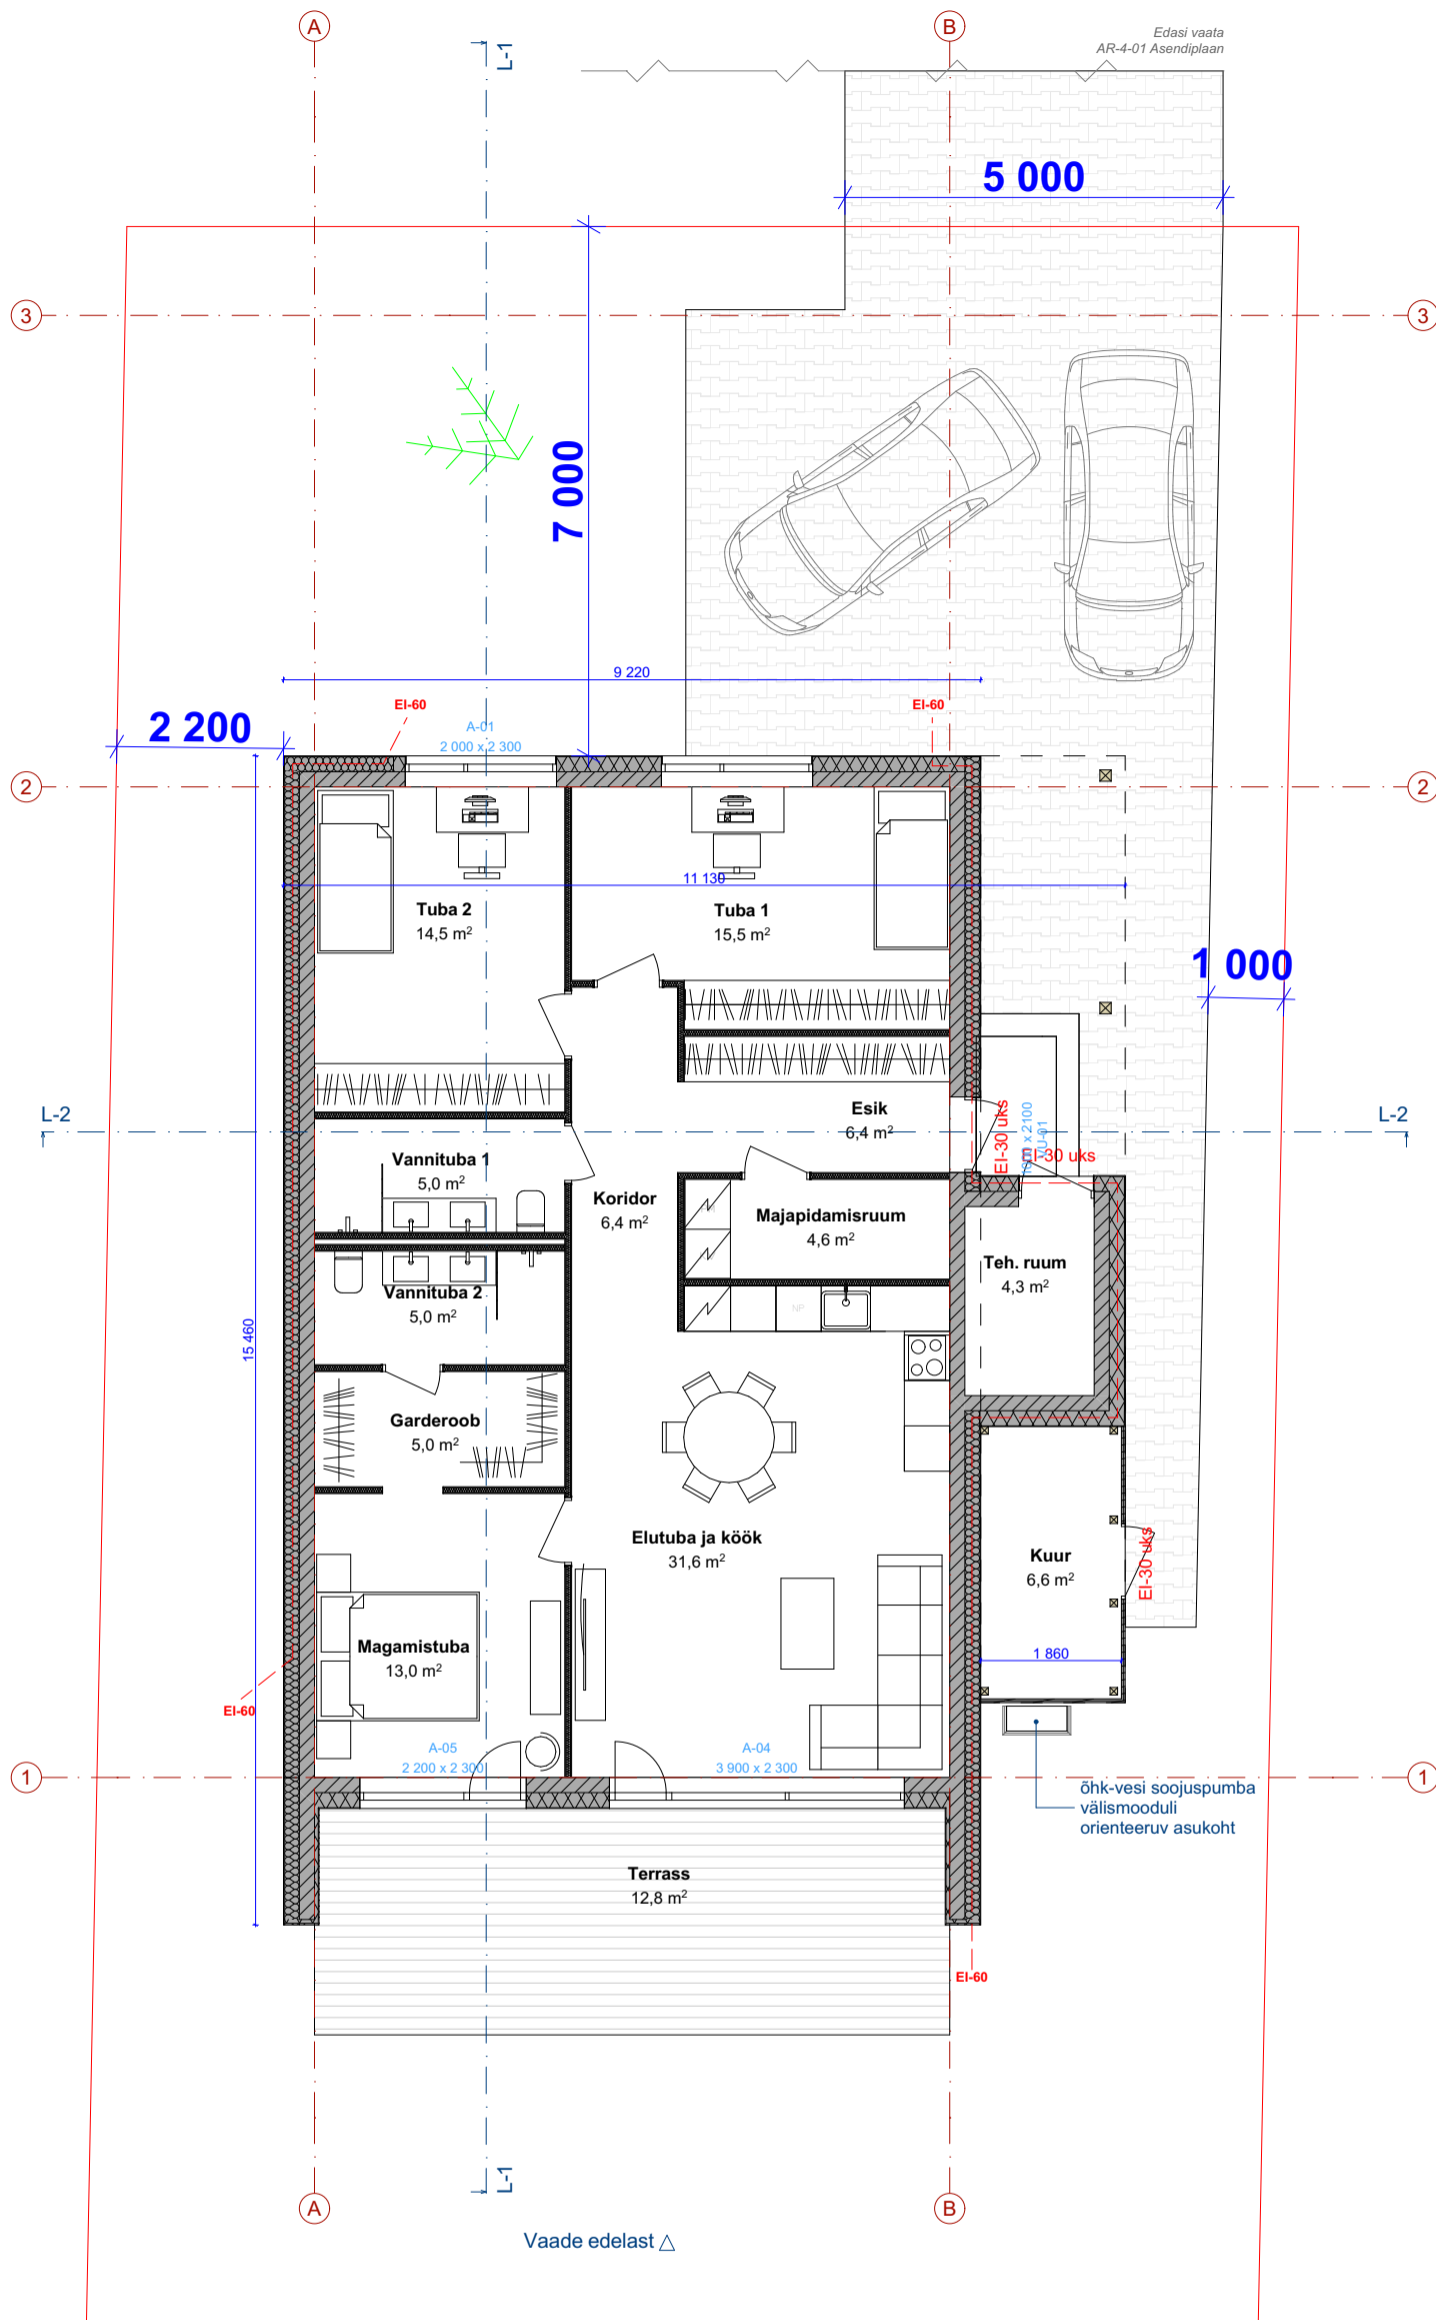 A
B
L-1
Edasi vaata
AR-4-01 Asendiplaan
5 000
3
3
7 000
9 220
2 200
EI-60
EI-60
A-01
2 000 x 2 300
2
2
11 130
Tuba 2
14,5 m²
Tuba 1
15,5 m²
1 000
L-2
L-2
Esik
6,4 m²
EI-30 uks
2100
VU-01
EI-30 uks
Vannituba 1
5,0 m²
Koridor
6,4 m²
Majapidamisruum
4,6 m²
Teh. ruum
4,3 m²
Vannituba 2
5,0 m²
NP
15 460
Garderoob
5,0 m²
Elutuba ja köök
31,6 m²
Kuur
6,6 m²
EI-30 uks
Magamistuba
13,0 m²
1 860
EI-60
A-05
2 200 x 2 300
A-04
3 900 x 2 300
1
1
õhk-vesi soojuspumba
välismooduli
orienteeruv asukoht
Terrass
12,8 m²
EI-60
L-1
A
B
Vaade edelast